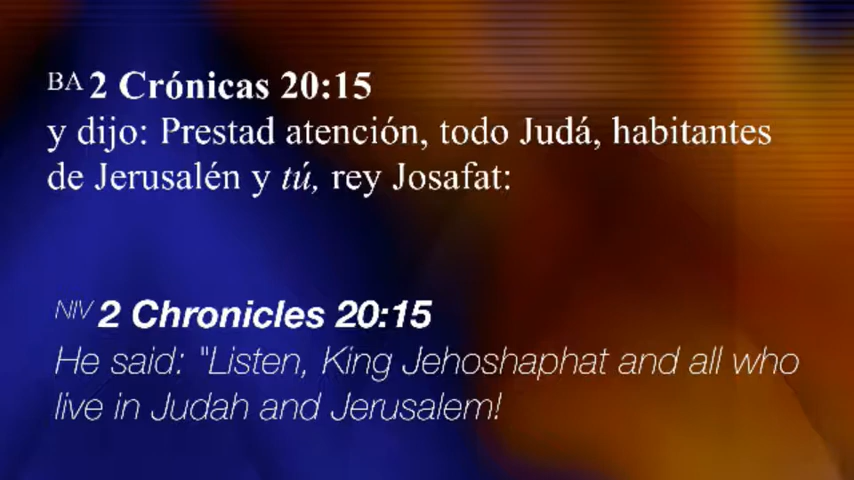 BA 2 Crónicas 20:15
y dijo: Prestad atención, todo Judá, habitantes
de Jerusalén y tú, rey Josafat:
NIV 2 Chronicles 20:15
He said: "Listen, King Jehoshaphat and all who
live in Judah and Jerusalem!